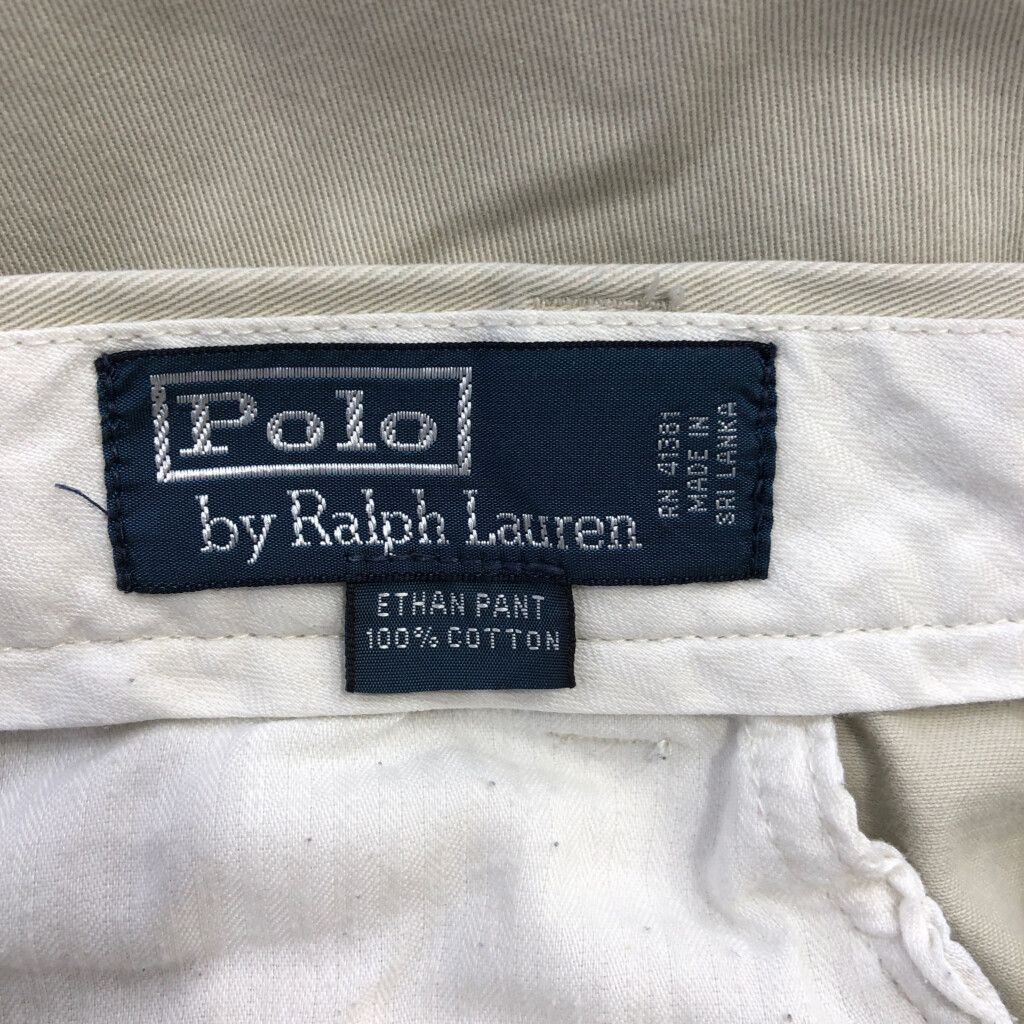 Polo
by Ralph Lauren
RN 41381
MADE IN
SRI LANKA
ETHAN PANT
100% COTTON